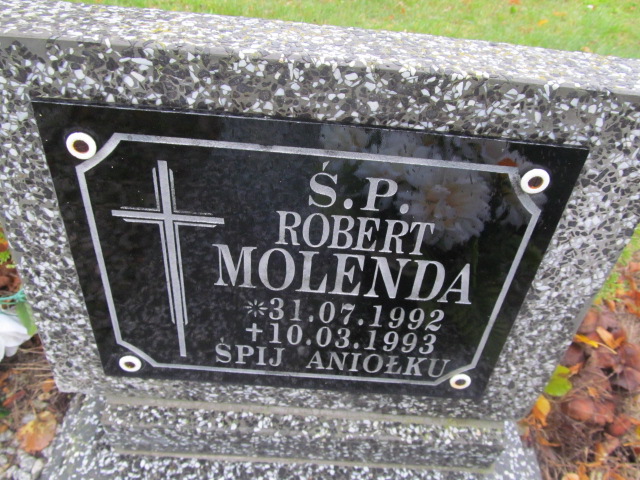 Ś.P.
ROBERT
MOLENDA
*31.07.1992
+10.03.1993
ŚPIJ ANIOŁKU